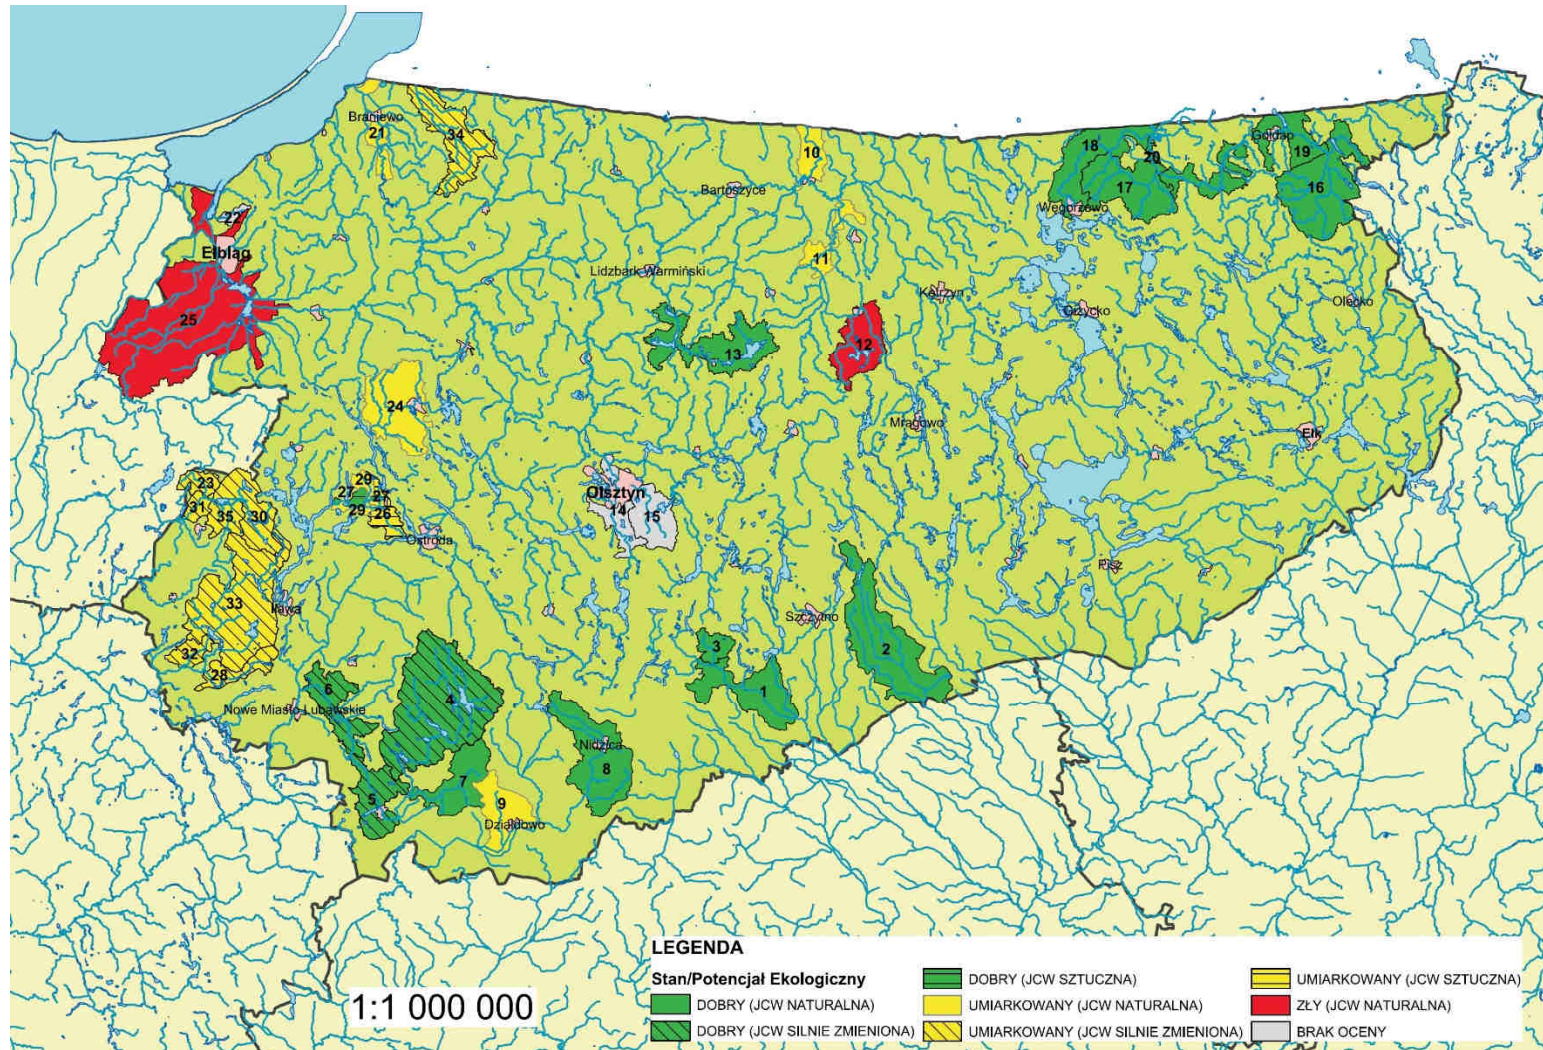 Braniewo
21
34
10
Bartoszyce
11
18
20
17
Gołdap
19
16
Węgorzewo
22
Elbląg
25
Lidzbark Warmiński
13
12
Kętrzyn
Giżycko
Olecko
24
Mrągowo
Ełk
23
31
35
30
29
27
27
29
26
Ostróda
Olsztyn
14
15
33
Iława
32
28
Szczytno
Pisz
3
1
2
6
4
Nowe Miasto Lubawskie
5
7
Nidzica
8
9
Działdowo
1:1 000 000
LEGENDA
Stan/Potencjał Ekologiczny
DOBRY (JCW NATURALNA)
DOBRY (JCW SILNIE ZMIENIONA)
DOBRY (JCW SZTUCZNA)
UMIARKOWANY (JCW NATURALNA)
UMIARKOWANY (JCW SILNIE ZMIENIONA)
UMIARKOWANY (JCW SZTUCZNA)
ZŁY (JCW NATURALNA)
BRAK OCENY